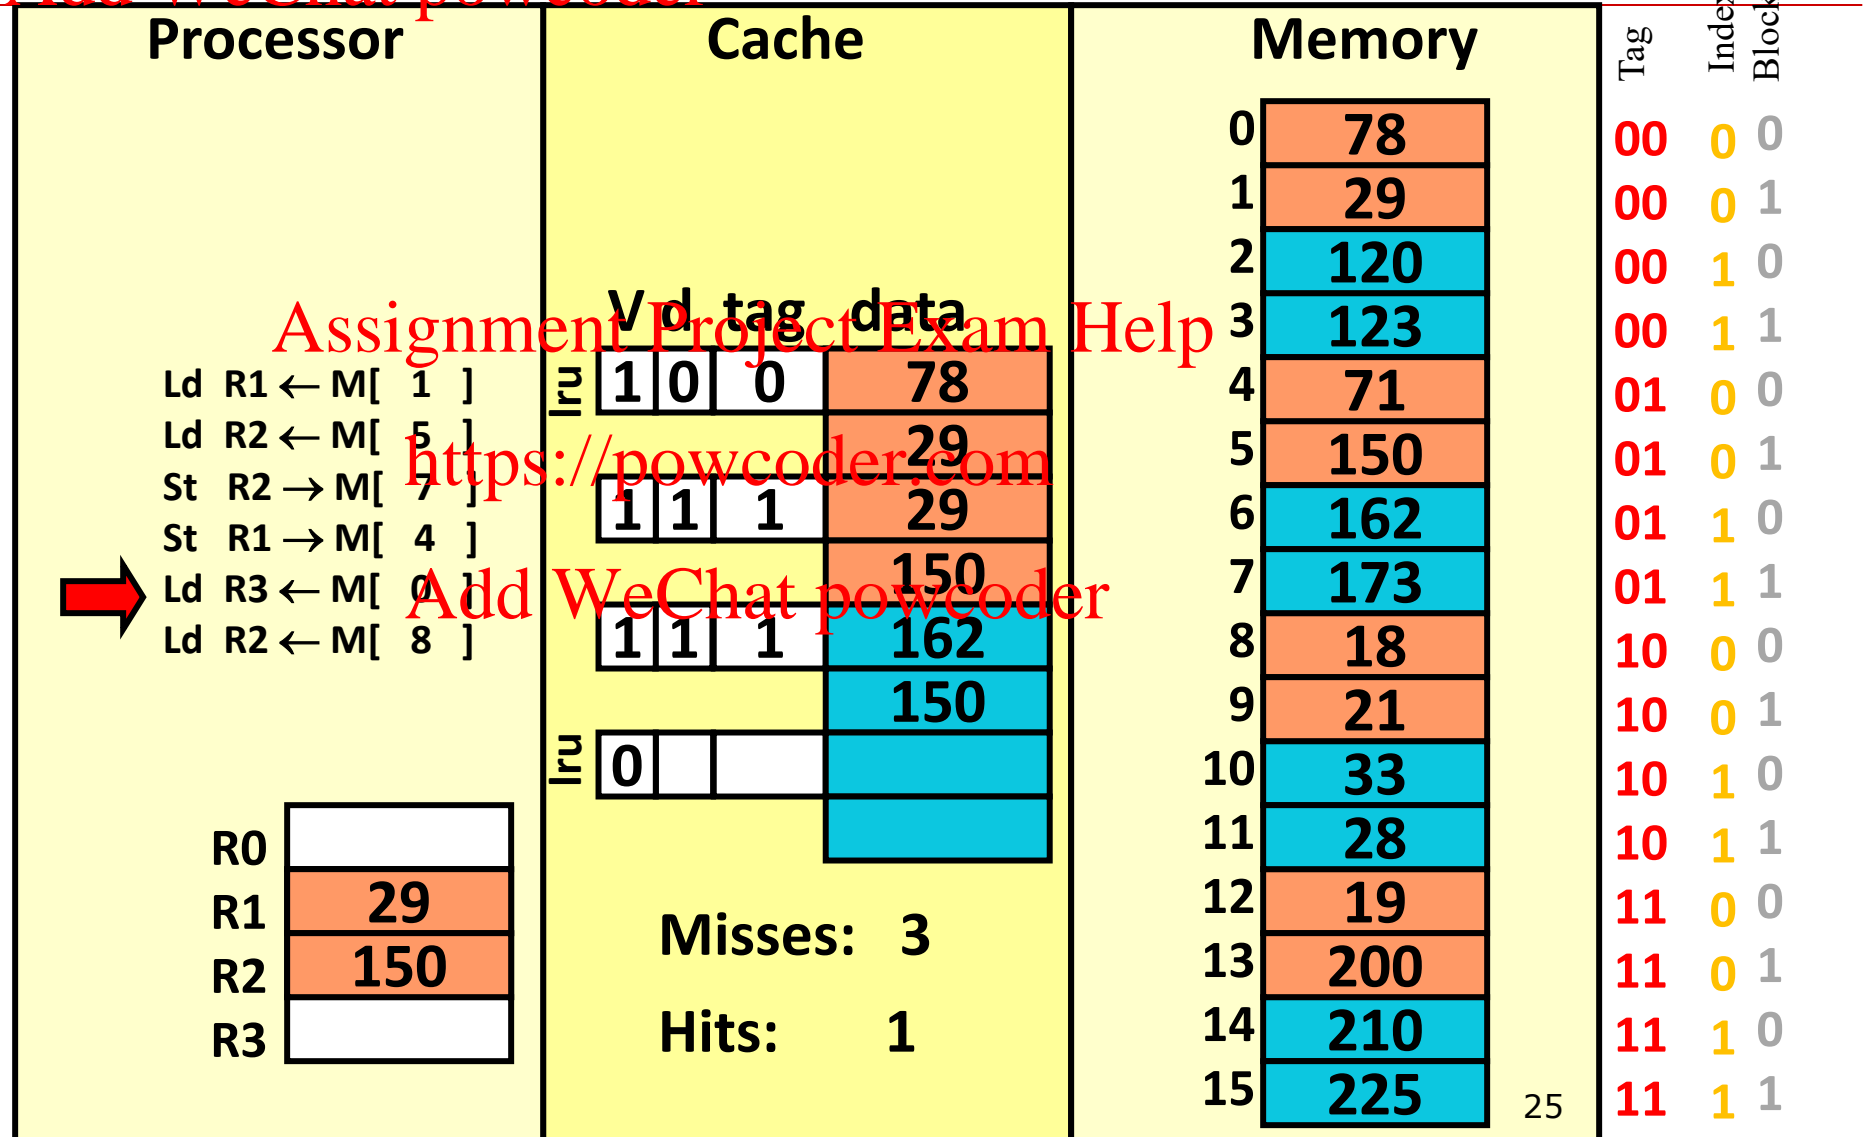 Add WeChat powcoder
Processor
Cache
Memory
Tag
Index
Block
V d tag data
Assignment Project Exam Help
https://powcoder.com
Add WeChat powcoder
Ld R1 ← M[ 1 ]
Ld R2 ← M[ 5 ]
St R2 → M[ 7 ]
St R1 → M[ 4 ]
Ld R3 ← M[ 0 ]
Ld R2 ← M[ 8 ]
R0
R1 29
R2 150
R3
lru 1 0 0 78
29
1 1 1 29
150
1 1 1 162
150
lru 0
Misses: 3
Hits: 1
0 78 00 0 0
1 29 00 0 1
2 120 00 1 0
3 123 00 1 1
4 71 01 0 0
5 150 01 0 1
6 162 01 1 0
7 173 01 1 1
8 18 10 0 0
9 21 10 0 1
10 33 10 1 0
11 28 10 1 1
12 19 11 0 0
13 200 11 0 1
14 210 11 1 0
15 225 11 1 1
25